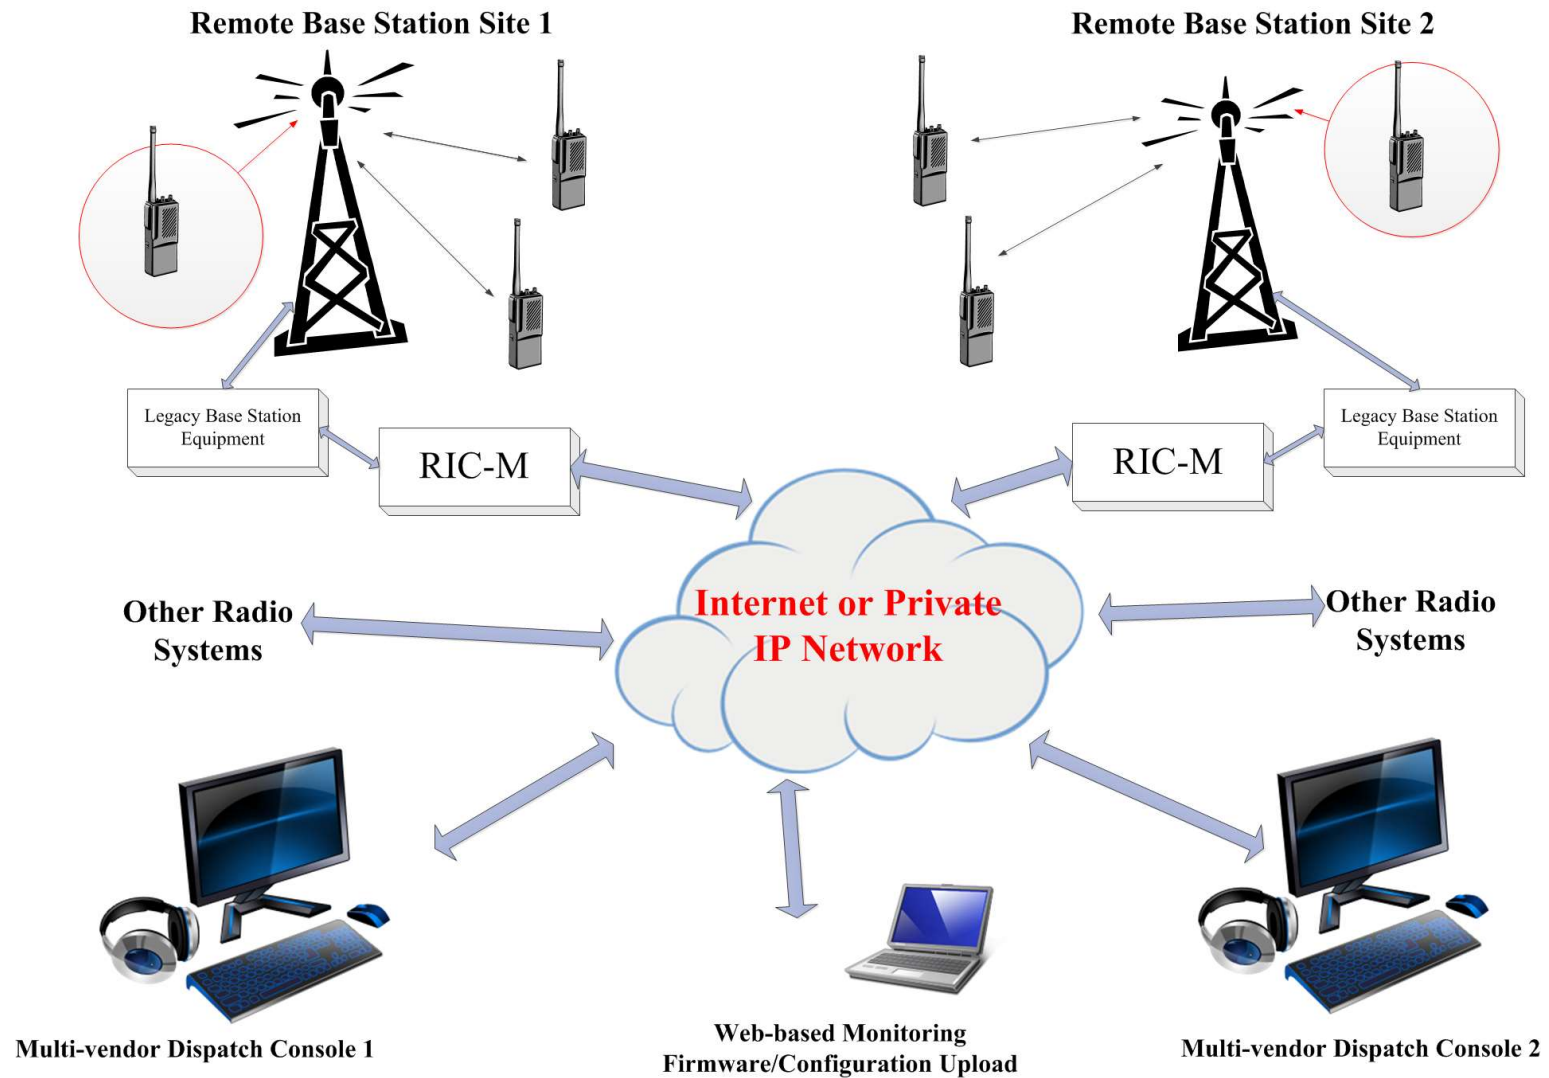 Remote Base Station Site 1
Remote Base Station Site 2
Legacy Base Station
Equipment
RIC-M
RIC-M
Legacy Base Station
Equipment
Internet or Private
IP Network
Other Radio
Systems
Other Radio
Systems
Multi-vendor Dispatch Console 1
Web-based Monitoring
Firmware/Configuration Upload
Multi-vendor Dispatch Console 2